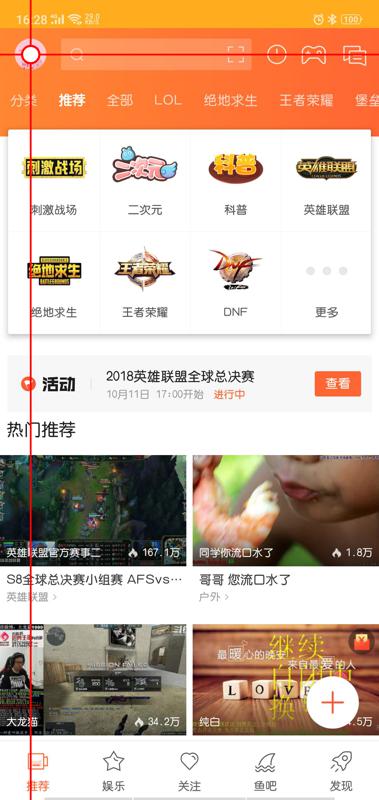 16:28
100
分类 推荐 全部 LOL 绝地求生 王者荣耀 堡垒
刺激战场 二次元 科普 英雄联盟
刺激战场 二次元 科普 英雄联盟
绝地求生 王者荣耀 DNF
BATTLEGROUNDS
绝地求生 王者荣耀 DNF 更多
活动 2018英雄联盟全球总决赛 查看
10月11日 17:00开始 进行中
热门推荐
英雄联盟官方赛事二 167.1万
同学你流口水了 1.8万
S8全球总决赛小组赛 AFSvs…
哥哥 您流口水了
英雄联盟 >
户外 >
MISSION FAILED
大龙猫 34.2万
最暖心的晚生
来自最爱的人
继续
LOVE
纯白 .5万
推荐 娱乐 关注 鱼吧 发现